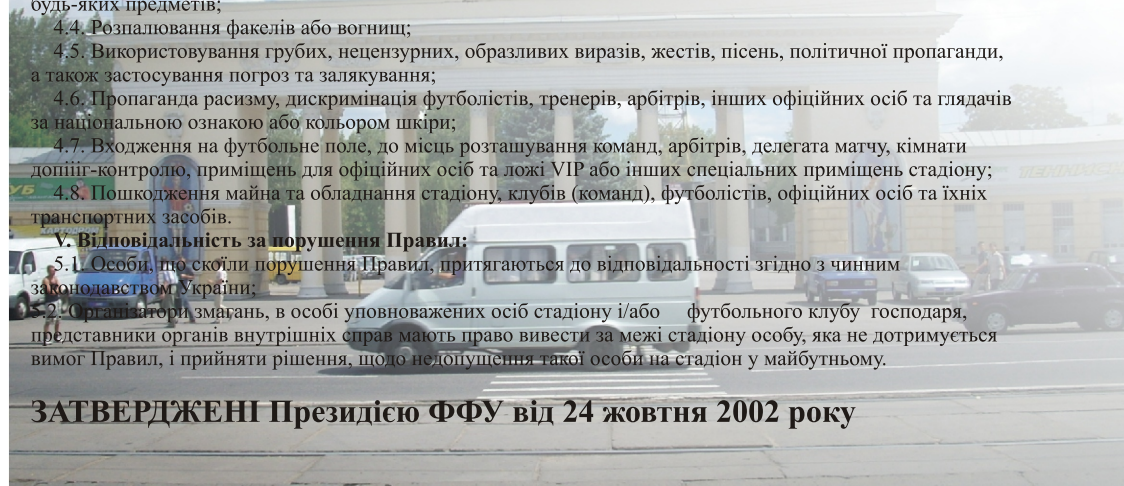 будь-яких предметів;
4.4. Розпалювання факелів або вогнищ;
4.5. Використовування грубих, нецензурних, образливих виразів, жестів, пісень, політичної пропаганди,
а також застосування погроз та залякування;
4.6. Пропаганда расизму, дискримінація футболістів, тренерів, арбітрів, інших офіційних осіб та глядачів
за національною ознакою або кольором шкіри;
4.7. Входження на футбольне поле, до місць розташування команд, арбітрів, делегата матчу, кімнати
допііг-контролю, приміщень для офіційних осіб та ложі VIP або інших спеціальних приміщень стадіону;
4.8. Пошкодження майна та обладнання стадіону, клубів (команд), футболістів, офіційних осіб та їхніх
транспортних засобів.
V. Відповідальність за порушення Правил:
5.1. Особи, що скоїли порушення Правил, притягаються до відповідальності згідно з чинним
законодавством України;
5.2. Організатори змагань, в особі уповноважених осіб стадіону і/або футбольного клубу господаря,
представники органів внутрішніх справ мають право вивести за межі стадіону особу, яка не дотримується
вимог Правил, і прийняти рішення, щодо недопущення такої особи на стадіон у майбутньому.
ЗАТВЕРДЖЕНІ Президією ФФУ від 24 жовтня 2002 року